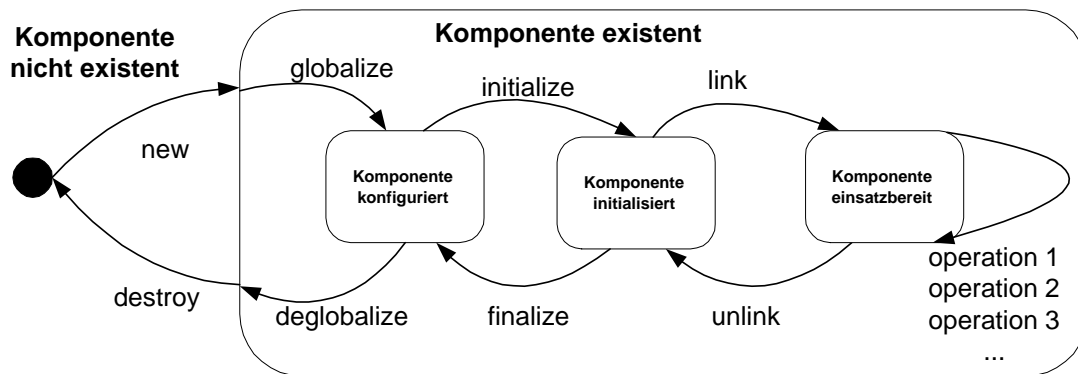 Komponente
nicht existent
Komponente existent
globalize
initialize
link
new
Komponente
konfiguriert
Komponente
initialisiert
Komponente
einsatzbereit
destroy
deglobalize
finalize
unlink
operation 1
operation 2
operation 3
...